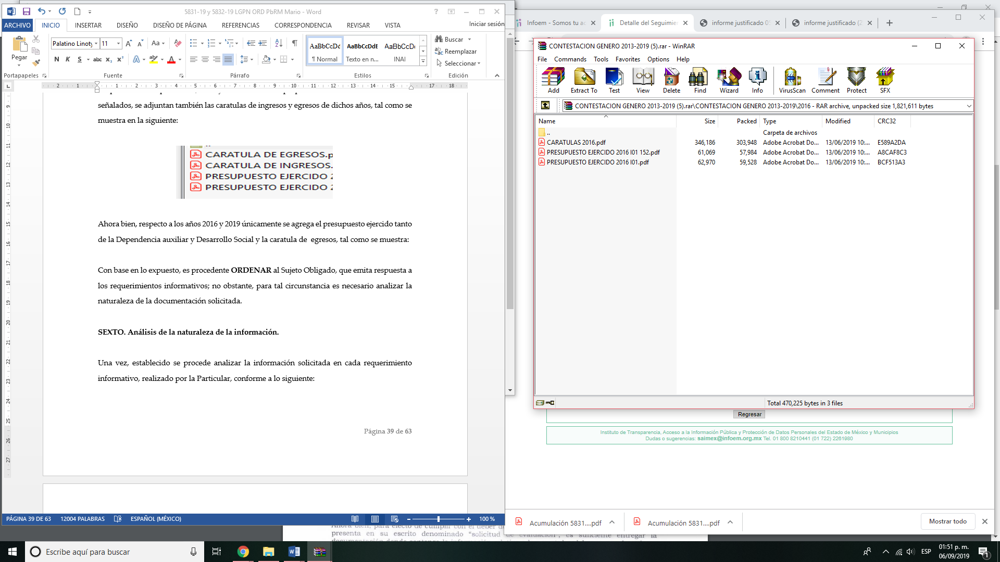 5831-19 y 5832-19 LGPN ORD PbRM Mario - Word
ARCHIVO INICIO INSERTAR DISEÑO DISEÑO DE PÁGINA REFERENCIAS CORRESPONDENCIA REVISAR VISTA Iniciar sesión
Pegar
Palatino Linoty 11
Buscar
Reemplazar
Seleccionar
AaBbCcDd AaBbCcDdE AaBbCcDd
¶ Normal Texto en n... INAI
Portapapeles Fuente Párrafo Estilos Edición
señalados, se adjuntan también las caratulas de ingresos y egresos de dichos años, tal como se
muestra en la siguiente:
CARATULA DE EGRESOS.p
CARATULA DE INGRESOS.
PRESUPUESTO EJERCIDO 2
PRESUPUESTO EJERCIDO 2
Ahora bien, respecto a los años 2016 y 2019 únicamente se agrega el presupuesto ejercido tanto
de la Dependencia auxiliar y Desarrollo Social y la caratula de egresos, tal como se muestra:
Con base en lo expuesto, es procedente ORDENAR al Sujeto Obligado, que emita respuesta a
los requerimientos informativos; no obstante, para tal circunstancia es necesario analizar la
naturaleza de la documentación solicitada.
SEXTO. Análisis de la naturaleza de la información.
Una vez, establecido se procede analizar la información solicitada en cada requerimiento
informativo, realizado por la Particular, conforme a lo siguiente:
Página 39 de 63
PÁGINA 39 DE 63 12004 PALABRAS ESPAÑOL (MÉXICO) 100 %
Infoem - Somos tu ac
Detalle del Seguimie
informe justificado 05
informe justificado (2
CONTESTACION GENERO 2013-2019 (5).rar - WinRAR
File Commands Tools Favorites Options Help
Add Extract To Test View Delete Find Wizard Info VirusScan Comment Protect SFX
CONTESTACION GENERO 2013-2019 (5).rar\CONTESTACION GENERO 2013-2019\2016 - RAR archive, unpacked size 1,821,611 bytes
Name Size Packed Type Modified CRC32
.. Carpeta de archivos
CARATULAS 2016.pdf 346,186 303,948 Adobe Acrobat Do... 13/06/2019 10:... E589A2DA
PRESUPUESTO EJERCIDO 2016 I01 152.pdf 61,069 57,984 Adobe Acrobat Do... 13/06/2019 10:... A8CAF8C3
PRESUPUESTO EJERCIDO 2016 I01.pdf 62,970 59,528 Adobe Acrobat Do... 13/06/2019 10:... BCF513A3
Total 470,225 bytes in 3 files
Regresar
Instituto de Transparencia, Acceso a la Información Pública y Protección de Datos Personales del Estado de México y Municipios
Dudas o sugerencias: saimex@infoem.org.mx Tel. 01 800 8210441 (01 722) 2261980
Acumulación 5831....pdf
Acumulación 5831....pdf
Mostrar todo
presenta en su escrito denominado "solicitud de evaluación", es suficiente entregar la
Escribe aquí para buscar
ESP
01:51 p. m.
06/09/2019
1